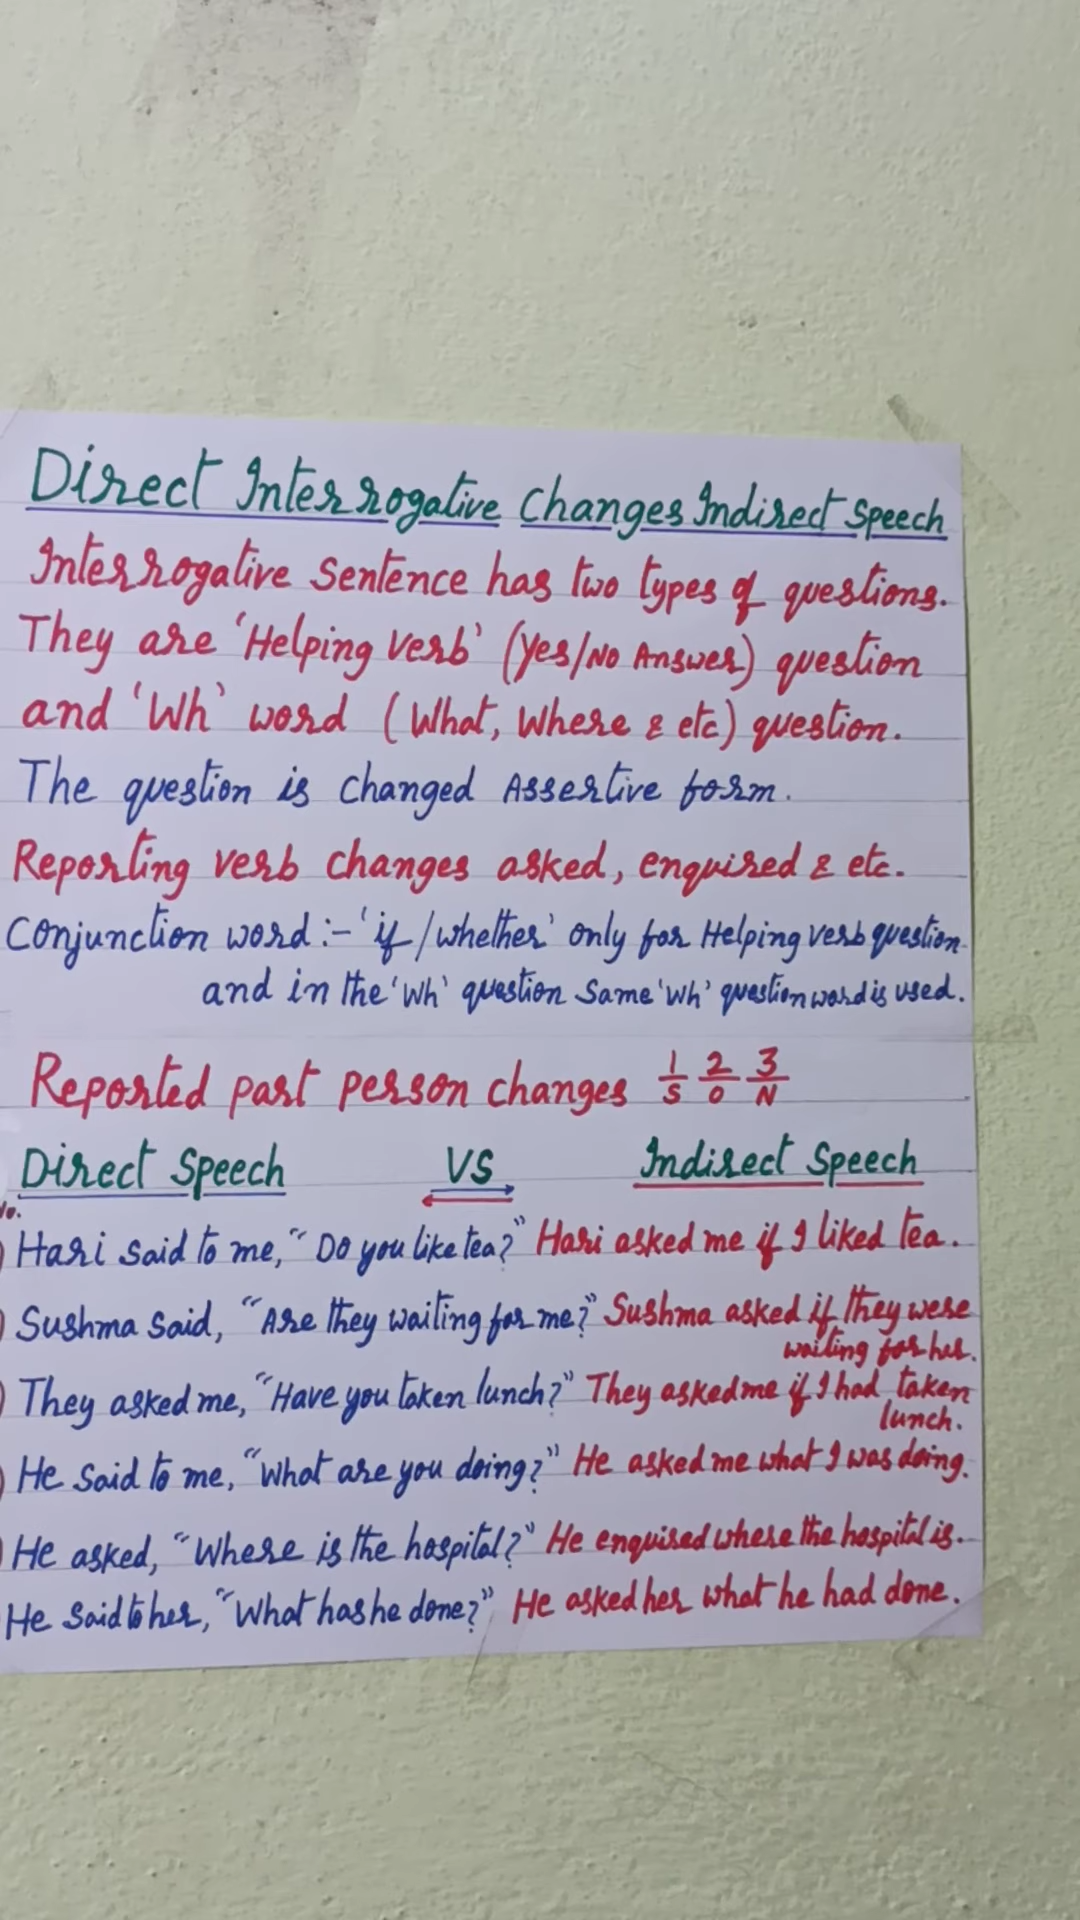 Direct Interrogative Changes Indirect Speech
Interrogative Sentence has two types of questions.
They are 'Helping Verb' (Yes/No Answer) question
and 'Wh' word (What, Where & etc) question.
The question is Changed Assertive form.
Reporting verb changes asked, enquired & etc.
Conjunction word :- 'if/whether' only for Helping verb question
and in the 'Wh' question Same 'Wh' question word is used.
Reported part person changes 1/S 2/O 3/N
Direct Speech VS Indirect Speech
No.
) Hari said to me, "Do you like tea?" Hari asked me if I liked tea.
) Sushma said, "Are they waiting for me?" Sushma asked if they were
waiting for her.
) They asked me, "Have you taken lunch?" They asked me if I had taken
lunch.
) He said to me, "What are you doing?" He asked me what I was doing.
) He asked, "Where is the hospital?" He enquired where the hospital is.
He said to her, "What has he done?" He asked her what he had done.